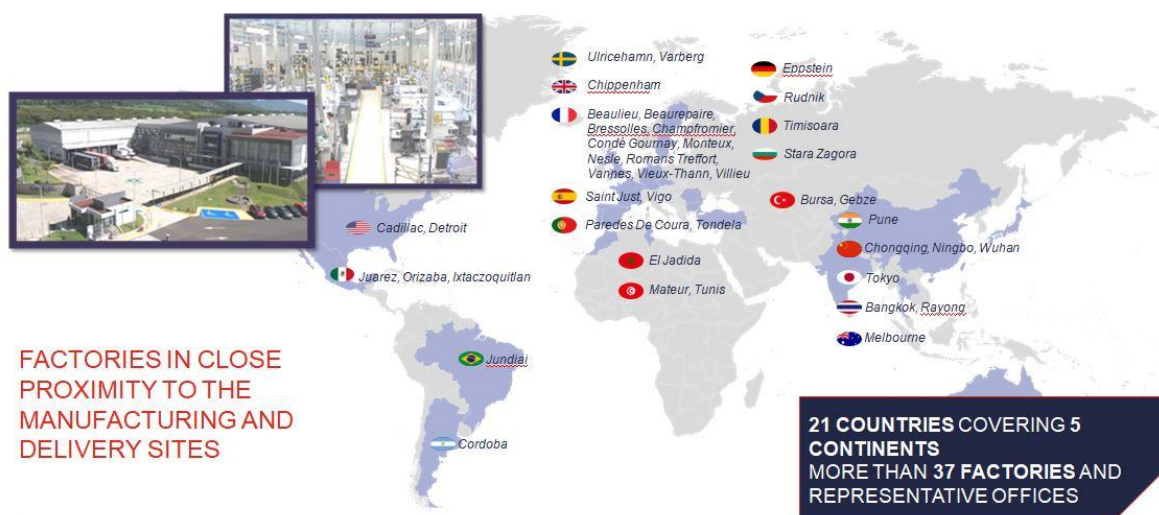 Ulricehamn, Varberg
Chippenham
Beaulieu, Beaurepaire,
Bressolles, Champfromier,
Condé Gournay, Monteux,
Nesle, Romans Treffort,
Vannes, Vieux-Thann, Villieu
Saint Just, Vigo
Paredes De Coura, Tondela
Eppstein
Rudnik
Timisoara
Stara Zagora
Bursa, Gebze
Pune
Chongqing, Ningbo, Wuhan
Tokyo
Bangkok, Rayong
Melbourne
El Jadida
Mateur, Tunis
Cadillac, Detroit
Juarez, Orizaba, Ixtaczoquitlan
Jundiai
Cordoba
FACTORIES IN CLOSE
PROXIMITY TO THE
MANUFACTURING AND
DELIVERY SITES
21 COUNTRIES COVERING 5
CONTINENTS
MORE THAN 37 FACTORIES AND
REPRESENTATIVE OFFICES